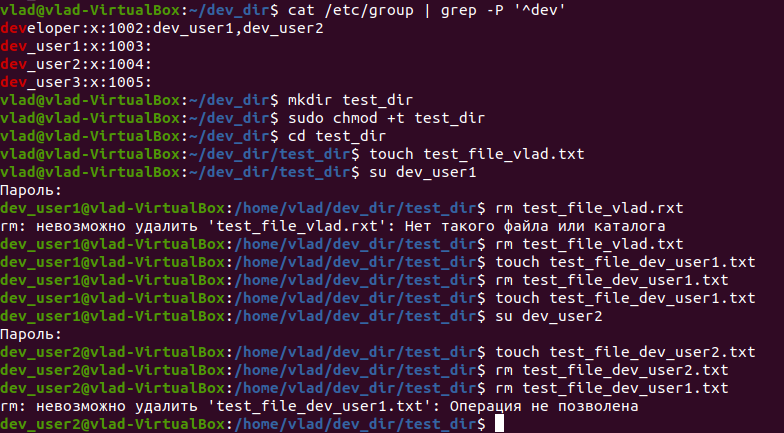 vlad@vlad-VirtualBox:~/dev_dir$ cat /etc/group | grep -P '^dev'
developer:x:1002:dev_user1,dev_user2
dev_user1:x:1003:
dev_user2:x:1004:
dev_user3:x:1005:
vlad@vlad-VirtualBox:~/dev_dir$ mkdir test_dir
vlad@vlad-VirtualBox:~/dev_dir$ sudo chmod +t test_dir
vlad@vlad-VirtualBox:~/dev_dir$ cd test_dir
vlad@vlad-VirtualBox:~/dev_dir/test_dir$ touch test_file_vlad.txt
vlad@vlad-VirtualBox:~/dev_dir/test_dir$ su dev_user1
Пароль:
dev_user1@vlad-VirtualBox:/home/vlad/dev_dir/test_dir$ rm test_file_vlad.rxt
rm: невозможно удалить 'test_file_vlad.rxt': Нет такого файла или каталога
dev_user1@vlad-VirtualBox:/home/vlad/dev_dir/test_dir$ rm test_file_vlad.txt
dev_user1@vlad-VirtualBox:/home/vlad/dev_dir/test_dir$ touch test_file_dev_user1.txt
dev_user1@vlad-VirtualBox:/home/vlad/dev_dir/test_dir$ rm test_file_dev_user1.txt
dev_user1@vlad-VirtualBox:/home/vlad/dev_dir/test_dir$ touch test_file_dev_user1.txt
dev_user1@vlad-VirtualBox:/home/vlad/dev_dir/test_dir$ su dev_user2
Пароль:
dev_user2@vlad-VirtualBox:/home/vlad/dev_dir/test_dir$ touch test_file_dev_user2.txt
dev_user2@vlad-VirtualBox:/home/vlad/dev_dir/test_dir$ rm test_file_dev_user2.txt
dev_user2@vlad-VirtualBox:/home/vlad/dev_dir/test_dir$ rm test_file_dev_user1.txt
rm: невозможно удалить 'test_file_dev_user1.txt': Операция не позволена
dev_user2@vlad-VirtualBox:/home/vlad/dev_dir/test_dir$